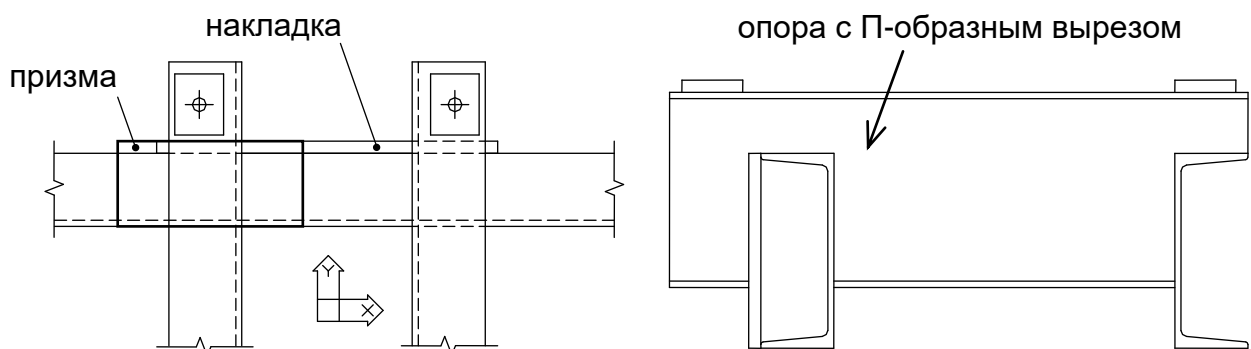 накладка
призма
опора с П-образным вырезом
Y
X